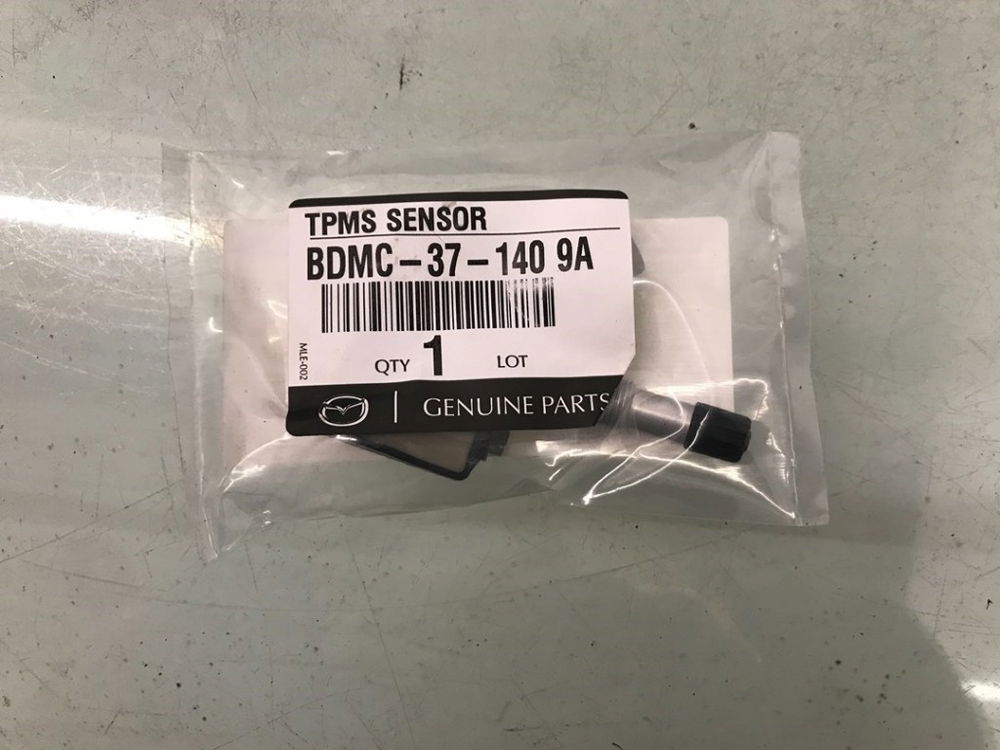 TPMS SENSOR
BDMC-37-140 9A
MLE-002
QTY 1 LOT
GENUINE PARTS